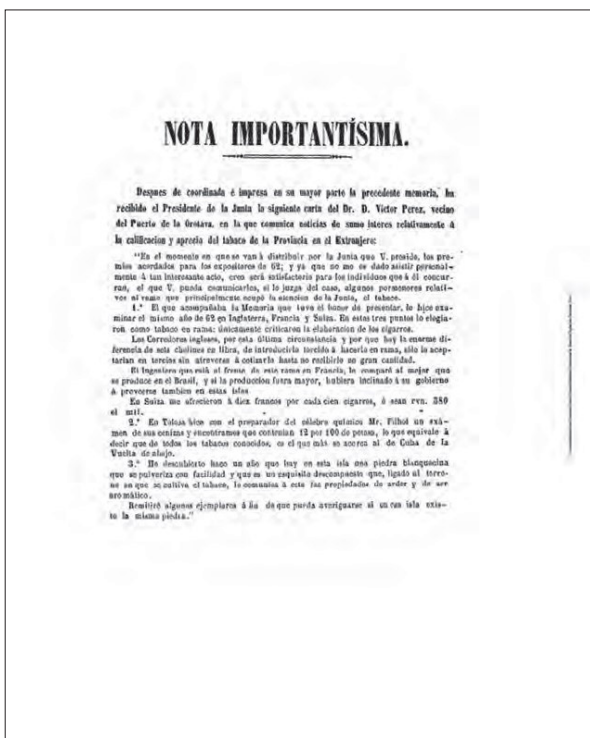 NOTA IMPORTANTÍSIMA.
Despues de coordinada é impresa en su mayor parte la precedente memoria, ha
recibido el Presidente de la Junta la siguiente carta del Dr. D. Victor Perez, vecino
del Puerto de la Orotava, en la que comunica noticias de sumo interes relativamente á
la calificacion y aprecio del tabaco de la Provincia en el Extranjero:
"En el momento en que se van á distribuir por la Junta que V. preside, los pre-
mios acordados para los expositores de 62; y ya que no me es dado asistir personal-
mente á tan interesante acto, creo será satisfactorio para los individuos que á él concur-
ran, el que V. pueda comunicarles, si lo juzga del caso, algunos pormenores relati-
vos al ramo que principalmente ocupó la atencion de la Junta, el tabaco.
1.° El que acompañaba la Memoria que tuve el honor de presentar, lo hice exa-
minar el mismo año de 62 en Inglaterra, Francia y Suiza. En estos tres puntos lo elogia-
ron como tabaco en rama: únicamente criticaron la elaboracion de los cigarros.
Los Corredores ingleses, por esta última circunstancia y por que hay la enorme di-
ferencia de seis chelines en libra, de introducirlo torcido á hacerlo en rama, sólo lo acep-
tarian en tercios sin atreverse á cotizarlo hasta no recibirlo en gran cantidad.
El Ingeniero que está al frente de este ramo en Francia, lo comparó al mejor que
se produce en el Brasil, y si la produccion fuera mayor, hubiera inclinado á su gobierno
á proveerse tambien en estas islas
En Suiza me ofrecieron á diez francos por cada cien cigarros, ó sean rvn. 380
el mil.
2.° En Tolosa hice con el preparador del célebre químico Mr. Filhol un exá-
men de sus cenizas y encontramos que contenian 12 por 100 de potasa, lo que equivale á
decir que de todos los tabacos conocidos, es el que más se acerca al de Cuba de la
Vuelta de abajo.
3.° He descubierto hace un año que hay en esta isla una piedra blanquecina
que se pulveriza con facilidad y que es un esquisito descompuesto que, ligado al terre-
no en que se cultiva el tabaco, le comunica á este las propiedades de arder y de ser
aromático.
Remitiré algunos ejemplares á fin de que pueda averiguarse si en esa isla exis-
te la misma piedra."